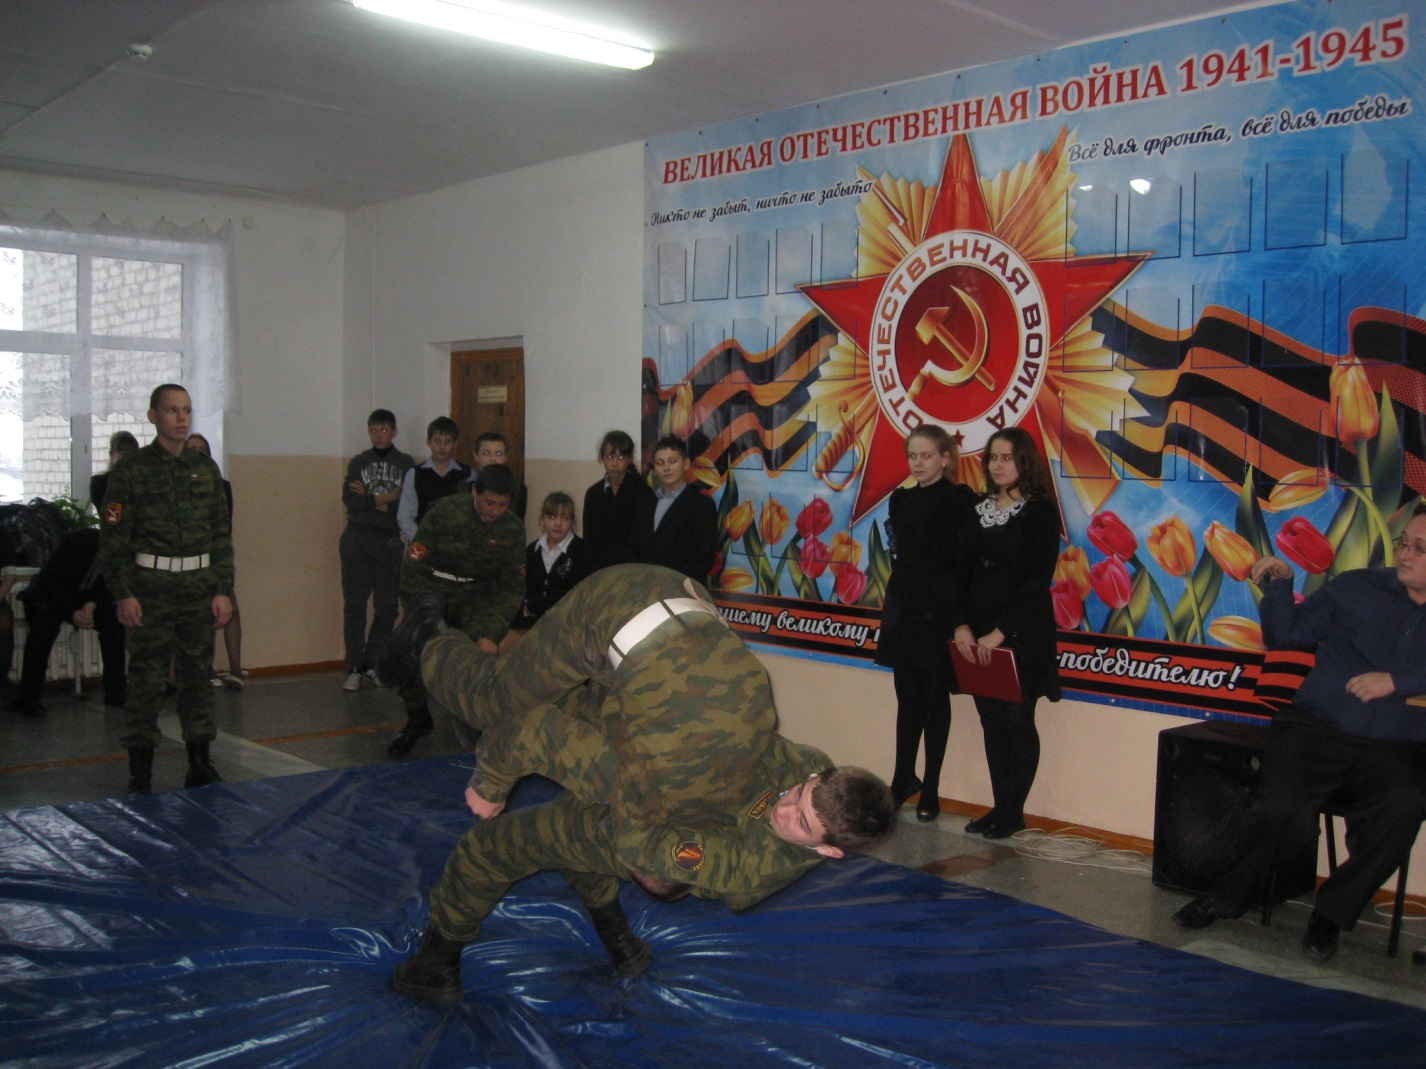 ВЕЛИКАЯ ОТЕЧЕСТВЕННАЯ ВОЙНА 1941-1945
Никто не забыт, ничто не забыто
Всё для фронта, всё для победы
ОТЕЧЕСТВЕННАЯ ВОЙНА
великому
-победителю!